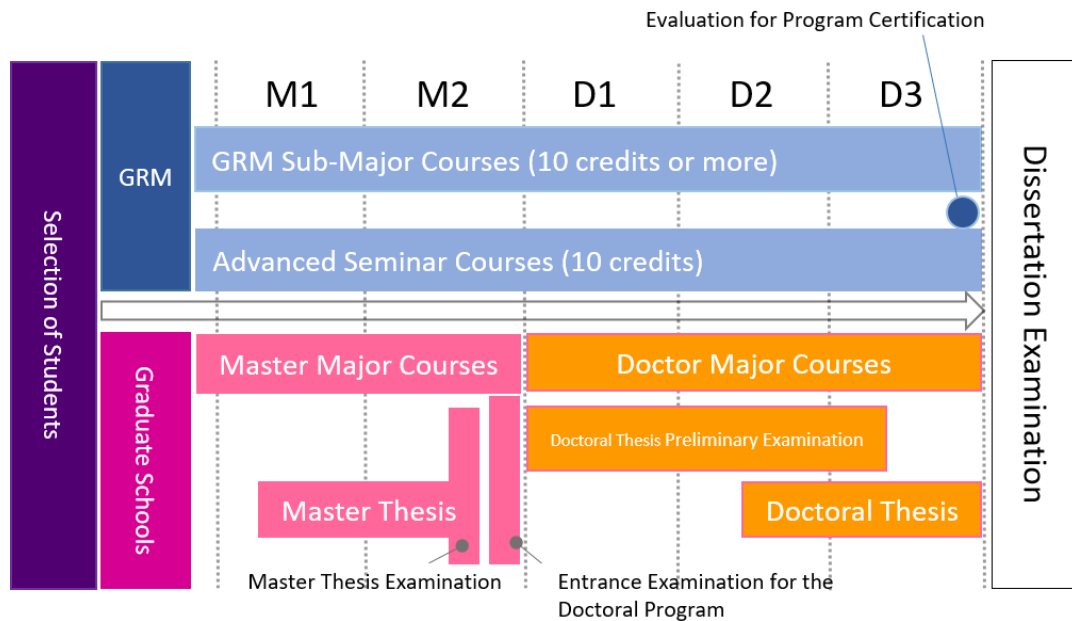 Evaluation for Program Certification
M1
M2
D1
D2
D3
Selection of Students
GRM
GRM Sub-Major Courses (10 credits or more)
Advanced Seminar Courses (10 credits)
Dissertation Examination
Graduate Schools
Master Major Courses
Doctor Major Courses
Doctoral Thesis Preliminary Examination
Master Thesis
Doctoral Thesis
Master Thesis Examination
Entrance Examination for the
Doctoral Program